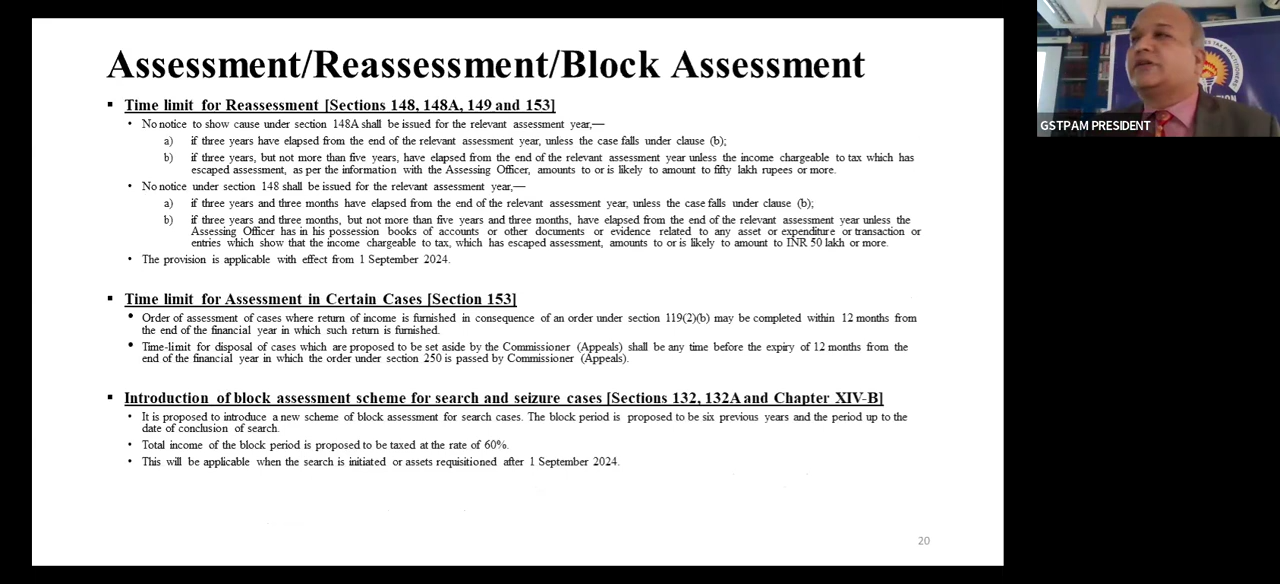 Assessment/Reassessment/Block Assessment
▪ Time limit for Reassessment [Sections 148, 148A, 149 and 153]
• No notice to show cause under section 148A shall be issued for the relevant assessment year,—
a) if three years have elapsed from the end of the relevant assessment year, unless the case falls under clause (b);
b) if three years, but not more than five years, have elapsed from the end of the relevant assessment year unless the income chargeable to tax which has
escaped assessment, as per the information with the Assessing Officer, amounts to or is likely to amount to fifty lakh rupees or more.
• No notice under section 148 shall be issued for the relevant assessment year,—
a) if three years and three months have elapsed from the end of the relevant assessment year, unless the case falls under clause (b);
b) if three years and three months, but not more than five years and three months, have elapsed from the end of the relevant assessment year unless the
Assessing Officer has in his possession books of accounts or other documents or evidence related to any asset or expenditure or transaction or
entries which show that the income chargeable to tax, which has escaped assessment, amounts to or is likely to amount to INR 50 lakh or more.
• The provision is applicable with effect from 1 September 2024.
▪ Time limit for Assessment in Certain Cases [Section 153]
• Order of assessment of cases where return of income is furnished in consequence of an order under section 119(2)(b) may be completed within 12 months from
the end of the financial year in which such return is furnished.
• Time-limit for disposal of cases which are proposed to be set aside by the Commissioner (Appeals) shall be any time before the expiry of 12 months from the
end of the financial year in which the order under section 250 is passed by Commissioner (Appeals).
▪ Introduction of block assessment scheme for search and seizure cases [Sections 132, 132A and Chapter XIV-B]
• It is proposed to introduce a new scheme of block assessment for search cases. The block period is proposed to be six previous years and the period up to the
date of conclusion of search.
• Total income of the block period is proposed to be taxed at the rate of 60%.
• This will be applicable when the search is initiated or assets requisitioned after 1 September 2024.
20
GSTPAM PRESIDENT